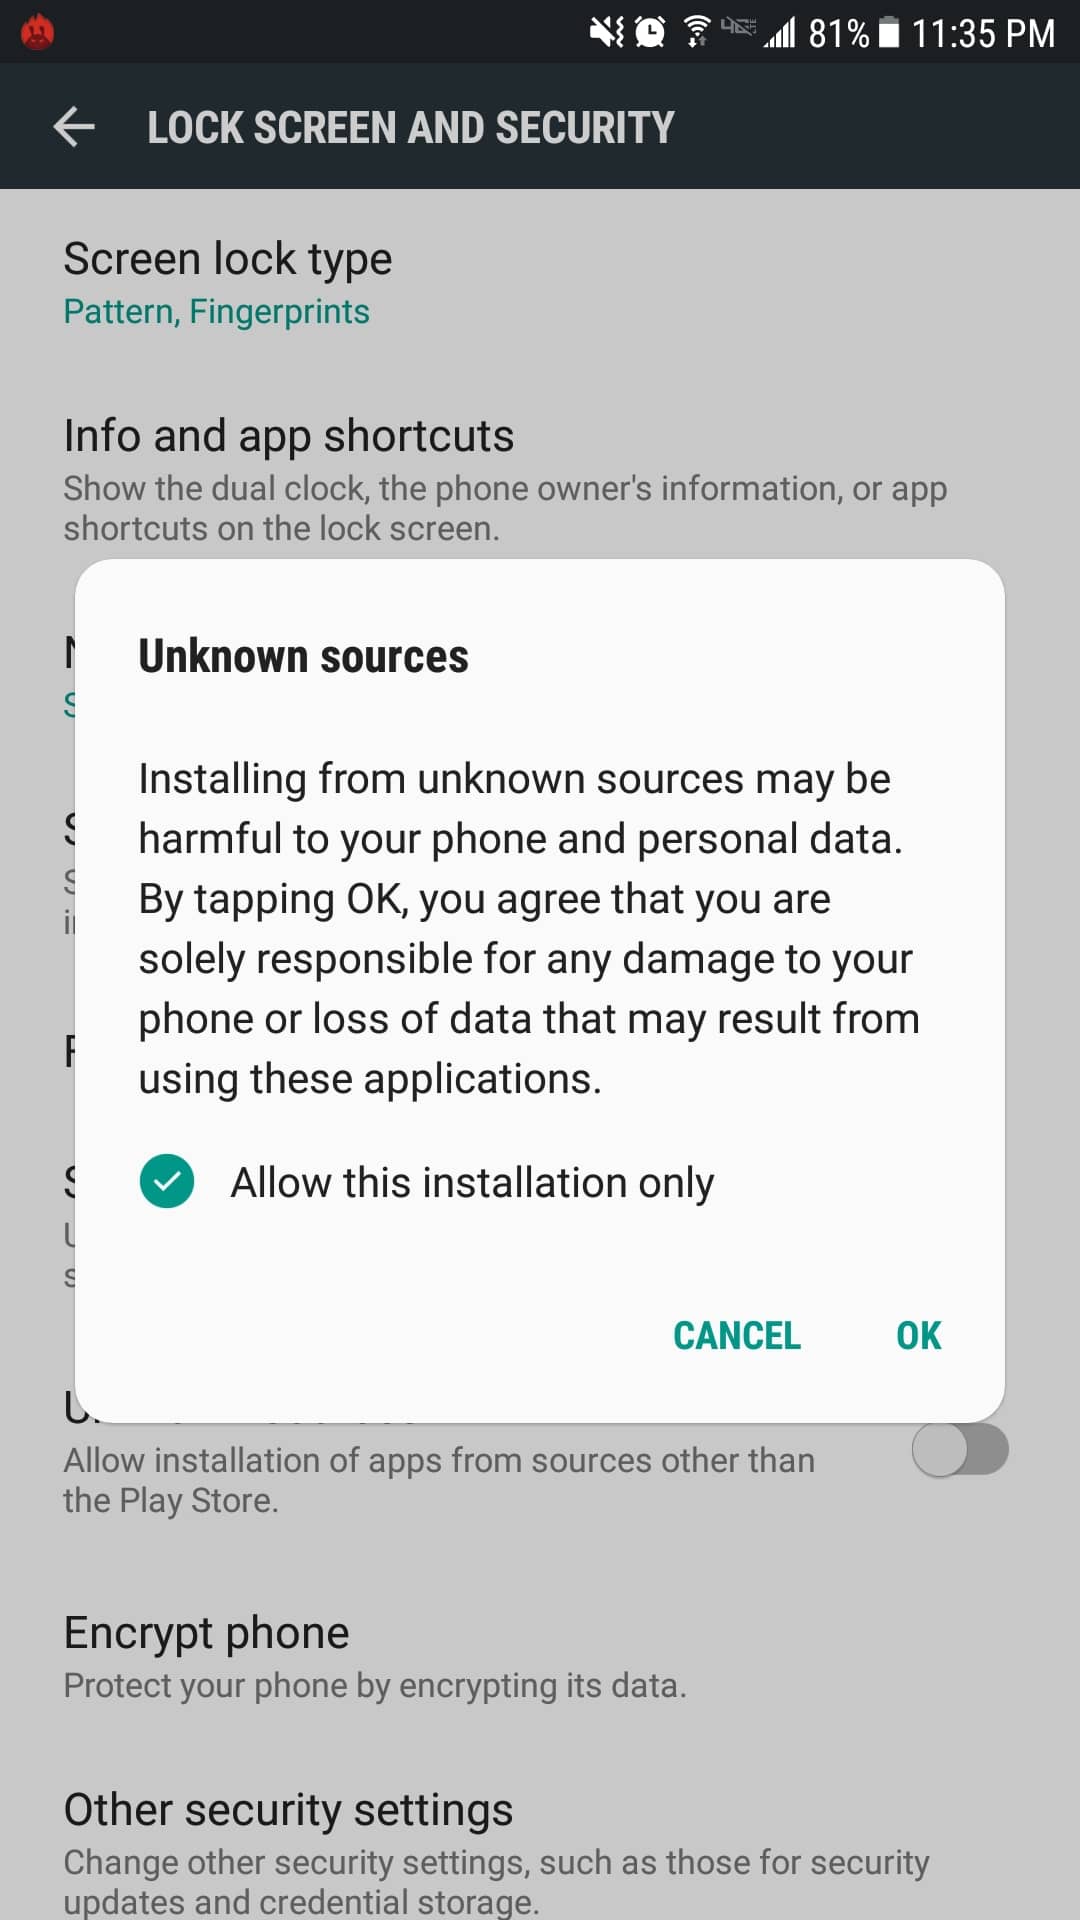 81% 11:35 PM
LOCK SCREEN AND SECURITY
Screen lock type
Pattern, Fingerprints
Info and app shortcuts
Show the dual clock, the phone owner's information, or app
shortcuts on the lock screen.
Unknown sources
Installing from unknown sources may be
harmful to your phone and personal data.
By tapping OK, you agree that you are
solely responsible for any damage to your
phone or loss of data that may result from
using these applications.
Allow this installation only
CANCEL OK
Allow installation of apps from sources other than
the Play Store.
Encrypt phone
Protect your phone by encrypting its data.
Other security settings
Change other security settings, such as those for security
updates and credential storage.